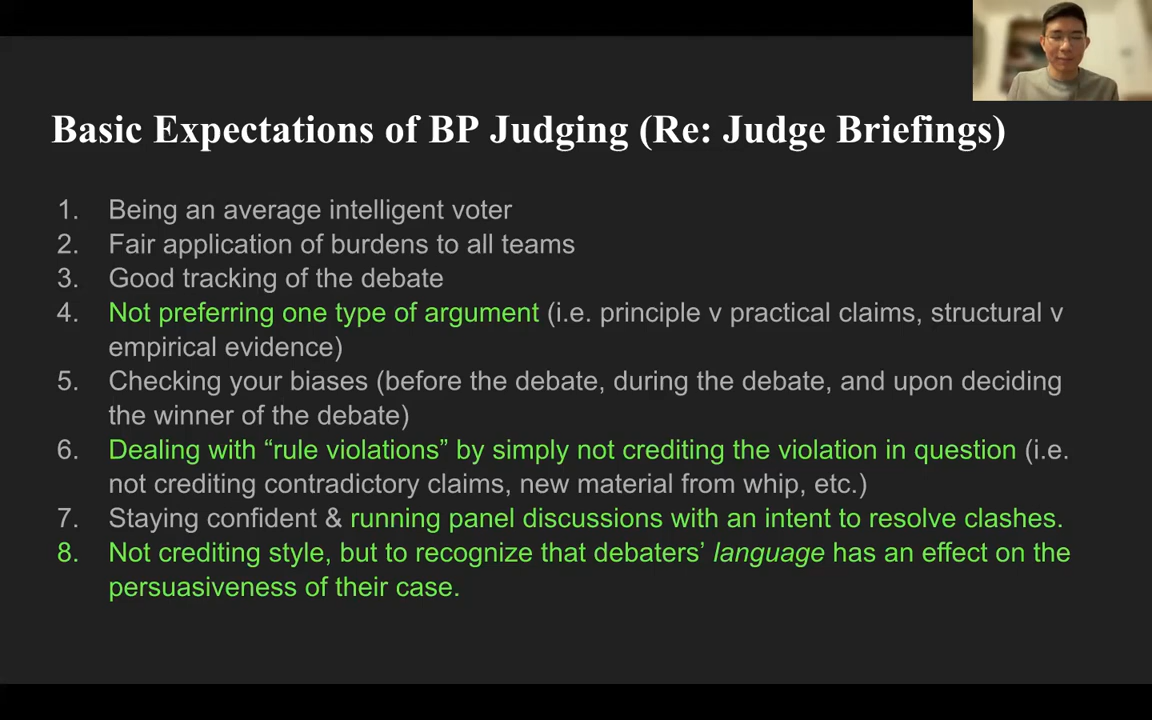 Basic Expectations of BP Judging (Re: Judge Briefings)
1. Being an average intelligent voter
2. Fair application of burdens to all teams
3. Good tracking of the debate
4. Not preferring one type of argument (i.e. principle v practical claims, structural v
empirical evidence)
5. Checking your biases (before the debate, during the debate, and upon deciding
the winner of the debate)
6. Dealing with “rule violations” by simply not crediting the violation in question (i.e.
not crediting contradictory claims, new material from whip, etc.)
7. Staying confident & running panel discussions with an intent to resolve clashes.
8. Not crediting style, but to recognize that debaters’ language has an effect on the
persuasiveness of their case.